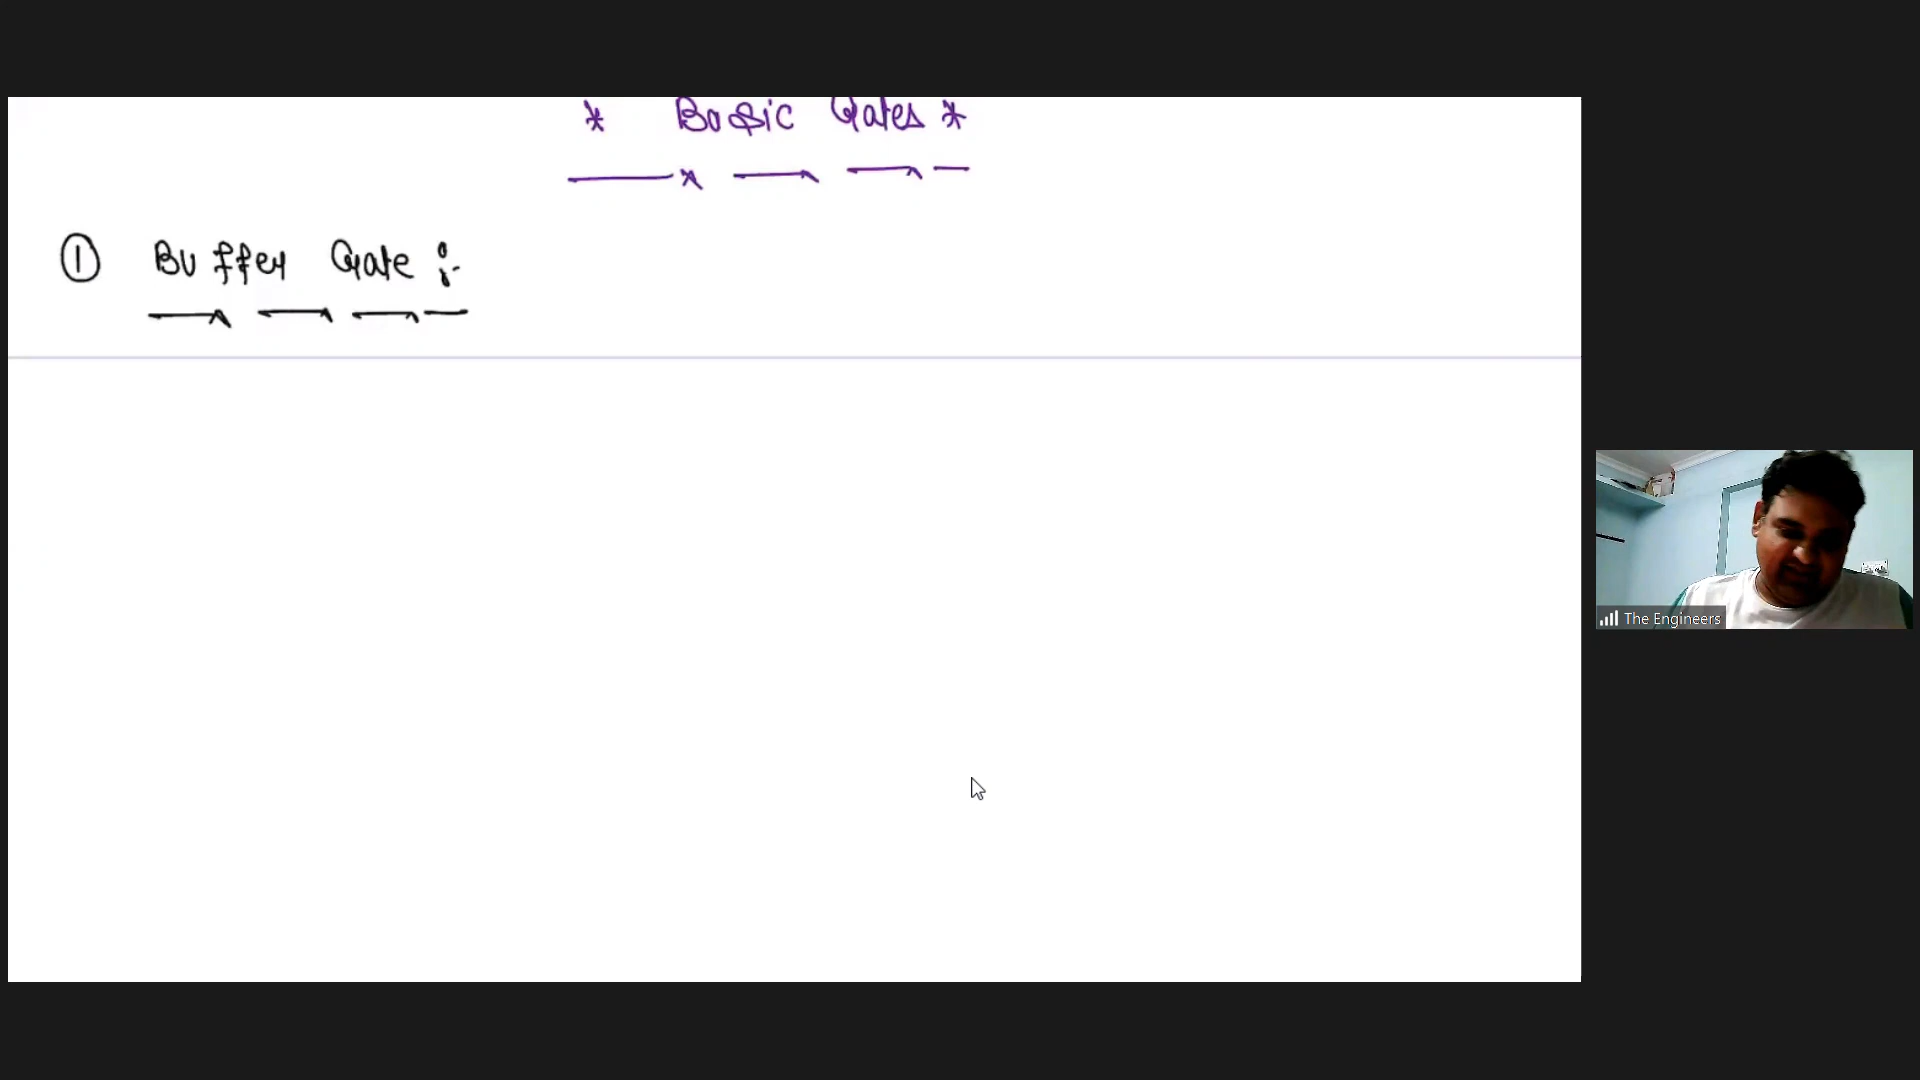 * Basic Gates *
① Buffer Gate :-
The Engineers